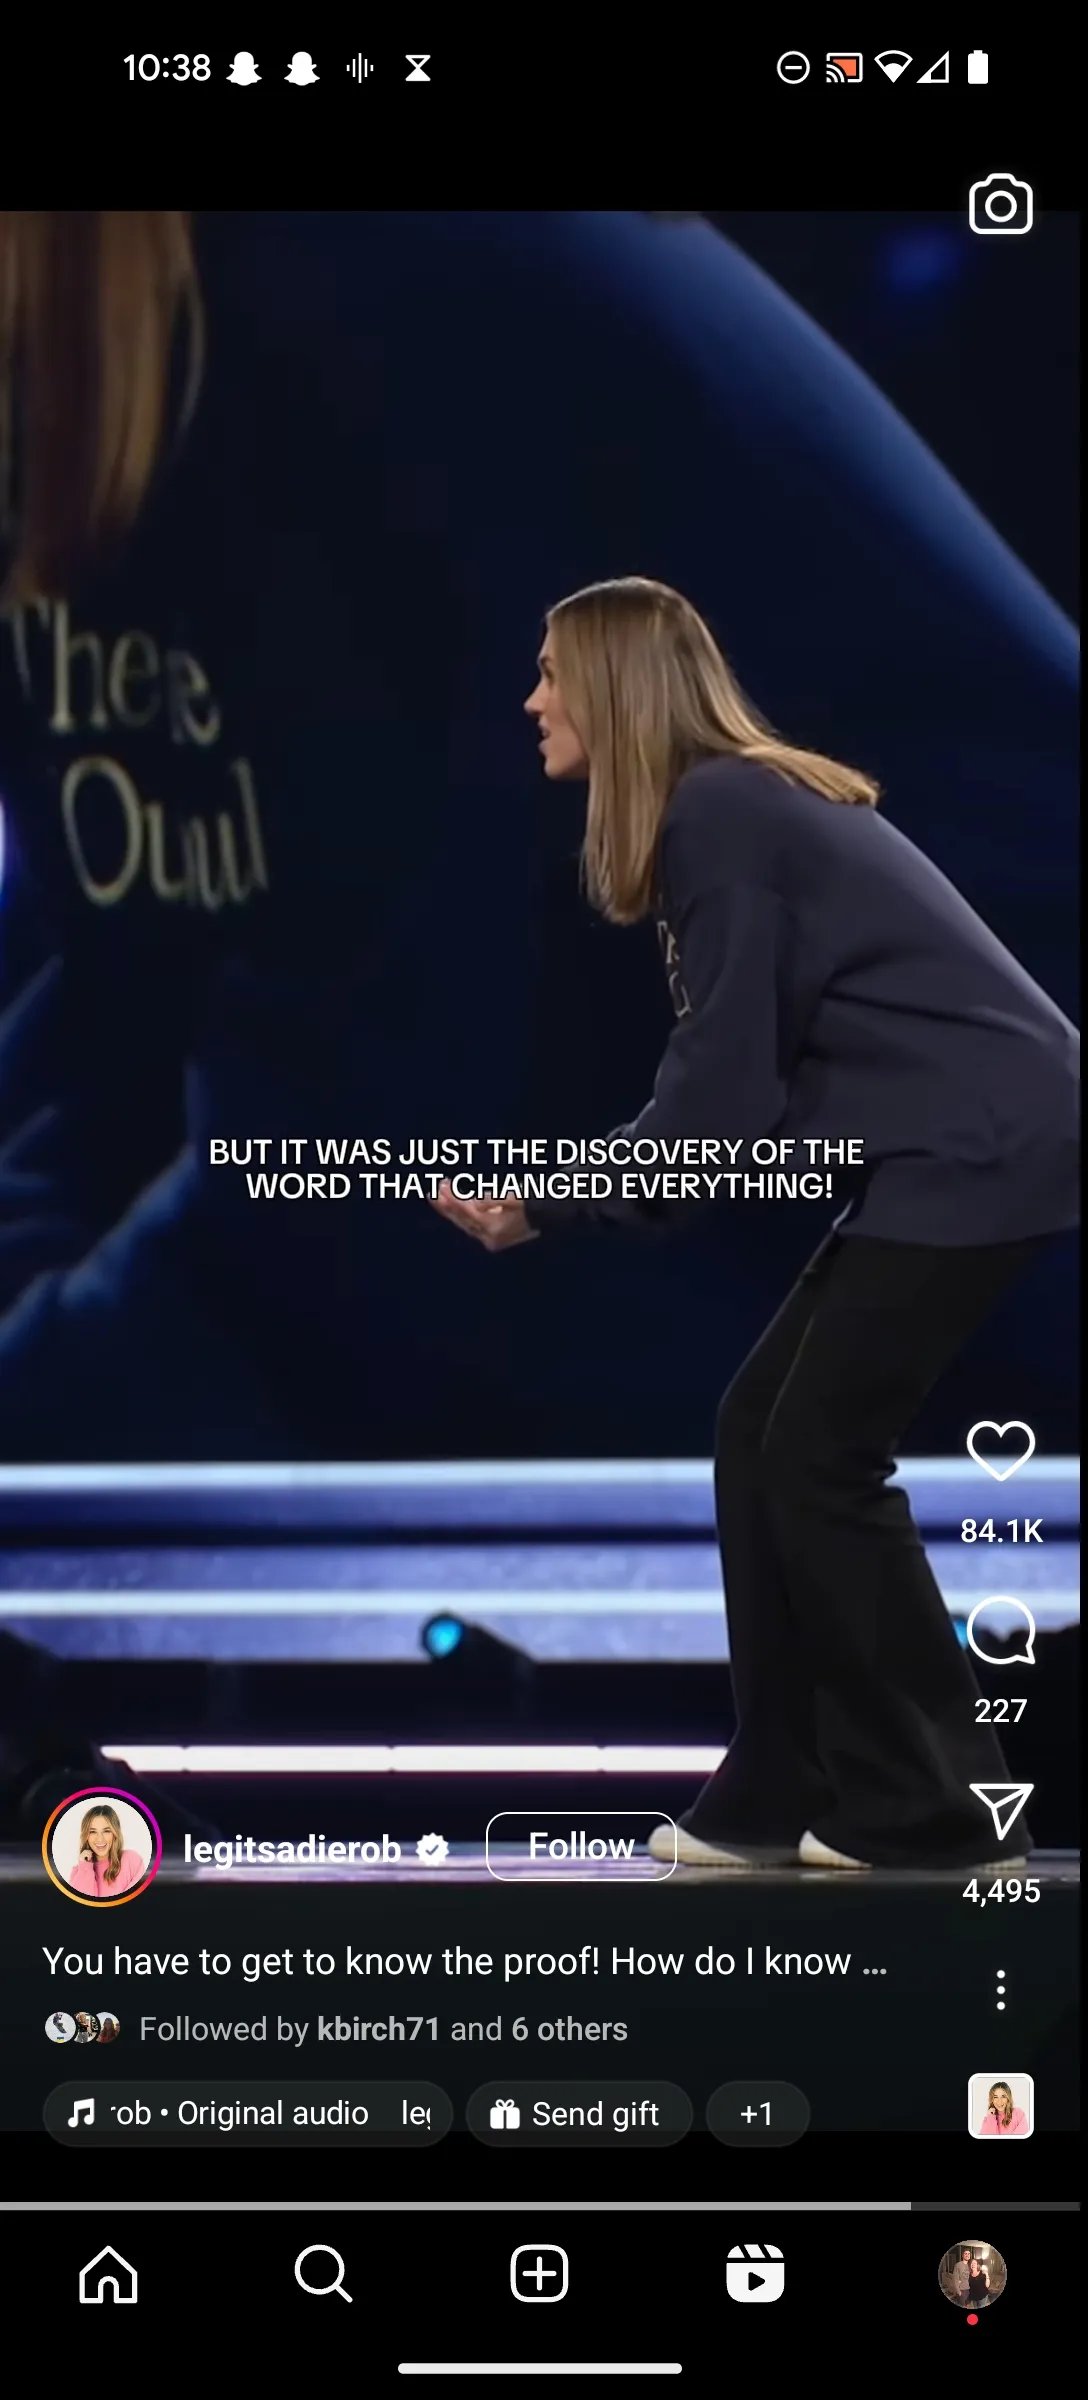 10:38
The
Out
BUT IT WAS JUST THE DISCOVERY OF THE
WORD THAT CHANGED EVERYTHING!
84.1K
227
4,495
legitsadierob
Follow
You have to get to know the proof! How do I know ...
Followed by kbirch71 and 6 others
rob • Original audio leg
Send gift
+1